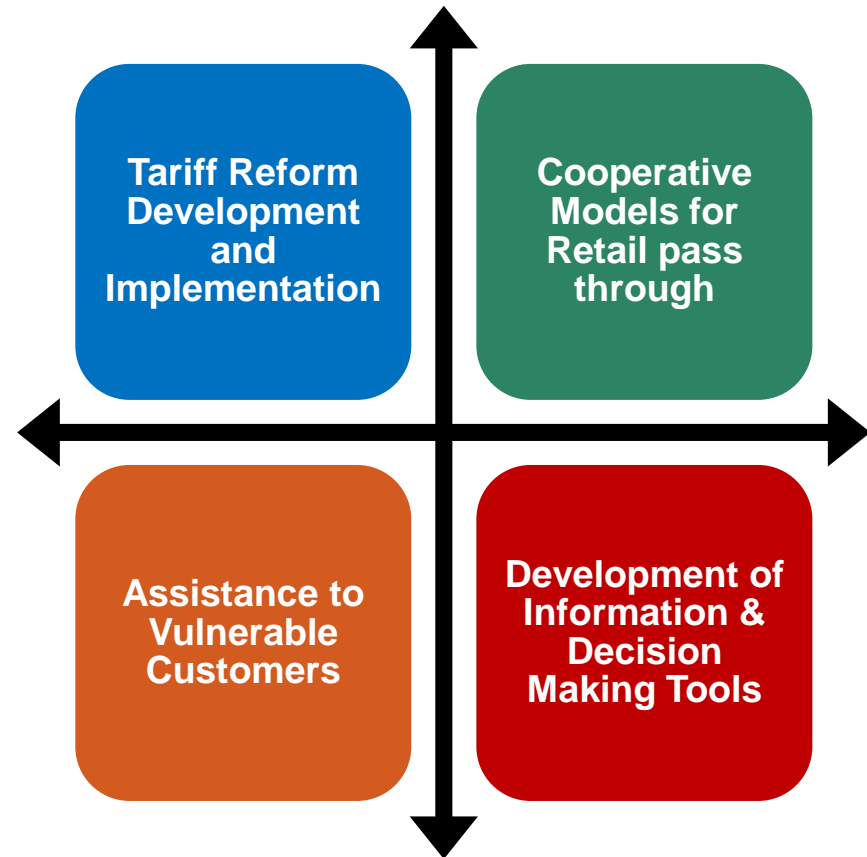 Tariff Reform
Development
and
Implementation
Cooperative
Models for
Retail pass
through
Assistance to
Vulnerable
Customers
Development of
Information &
Decision
Making Tools